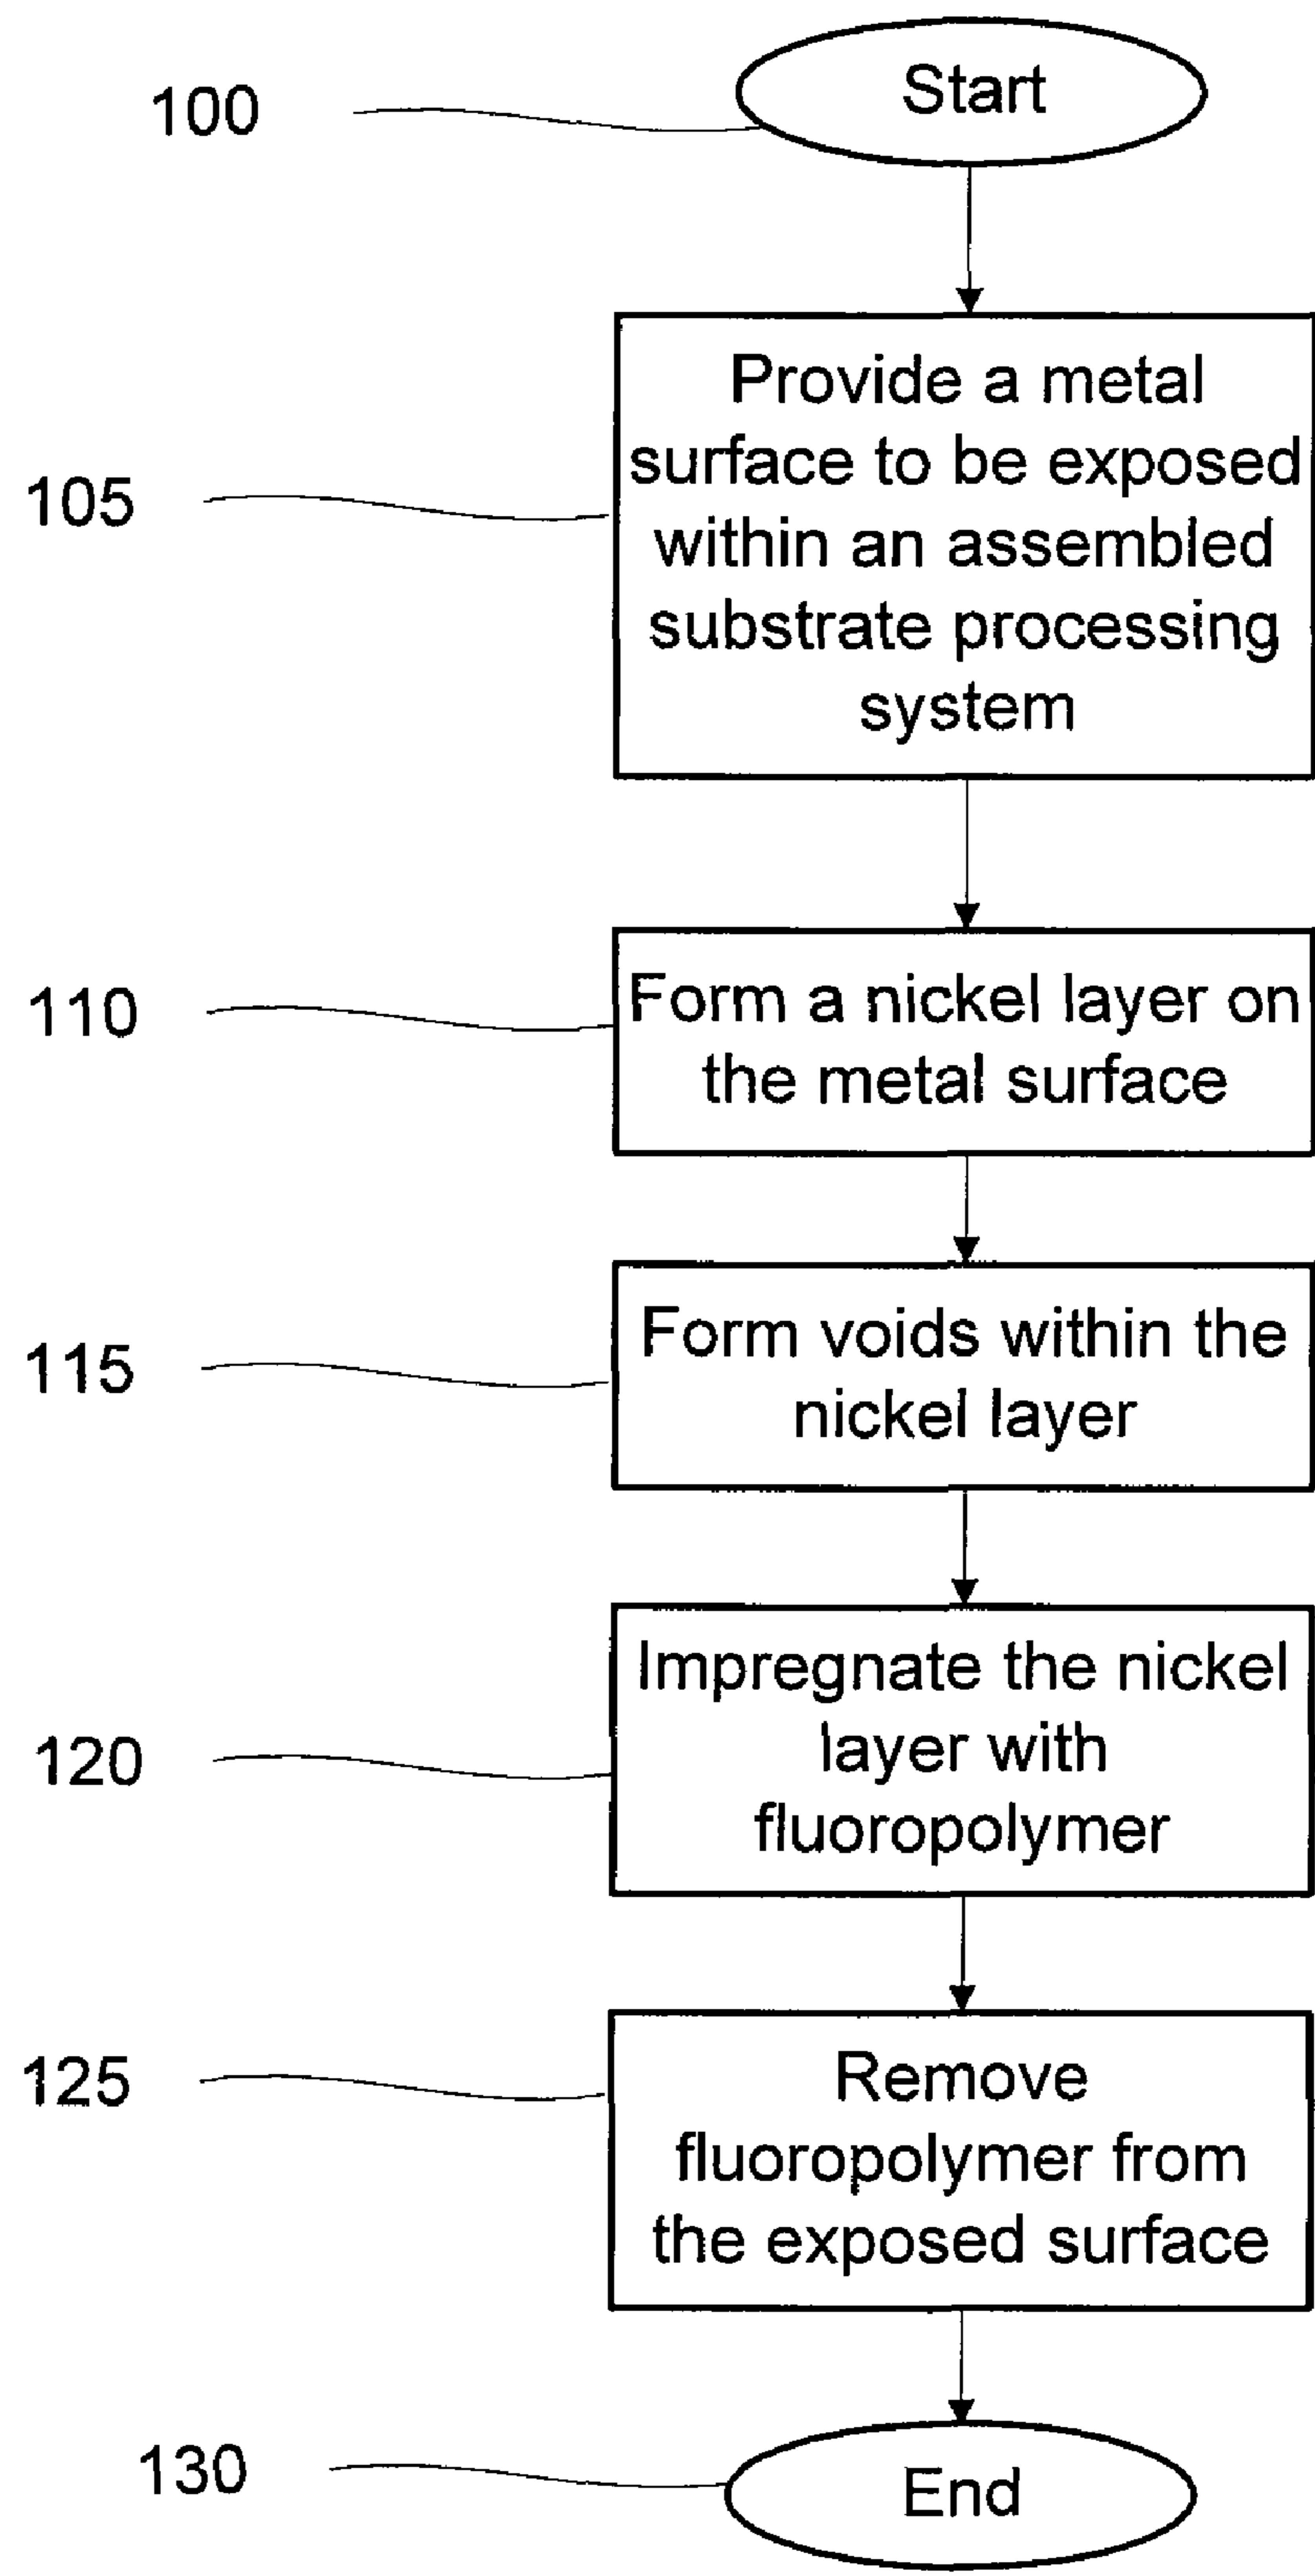 100
Start
105
Provide a metal
surface to be exposed
within an assembled
substrate processing
system
110
Form a nickel layer on
the metal surface
115
Form voids within the
nickel layer
120
Impregnate the nickel
layer with
fluoropolymer
125
Remove
fluoropolymer from
the exposed surface
130
End